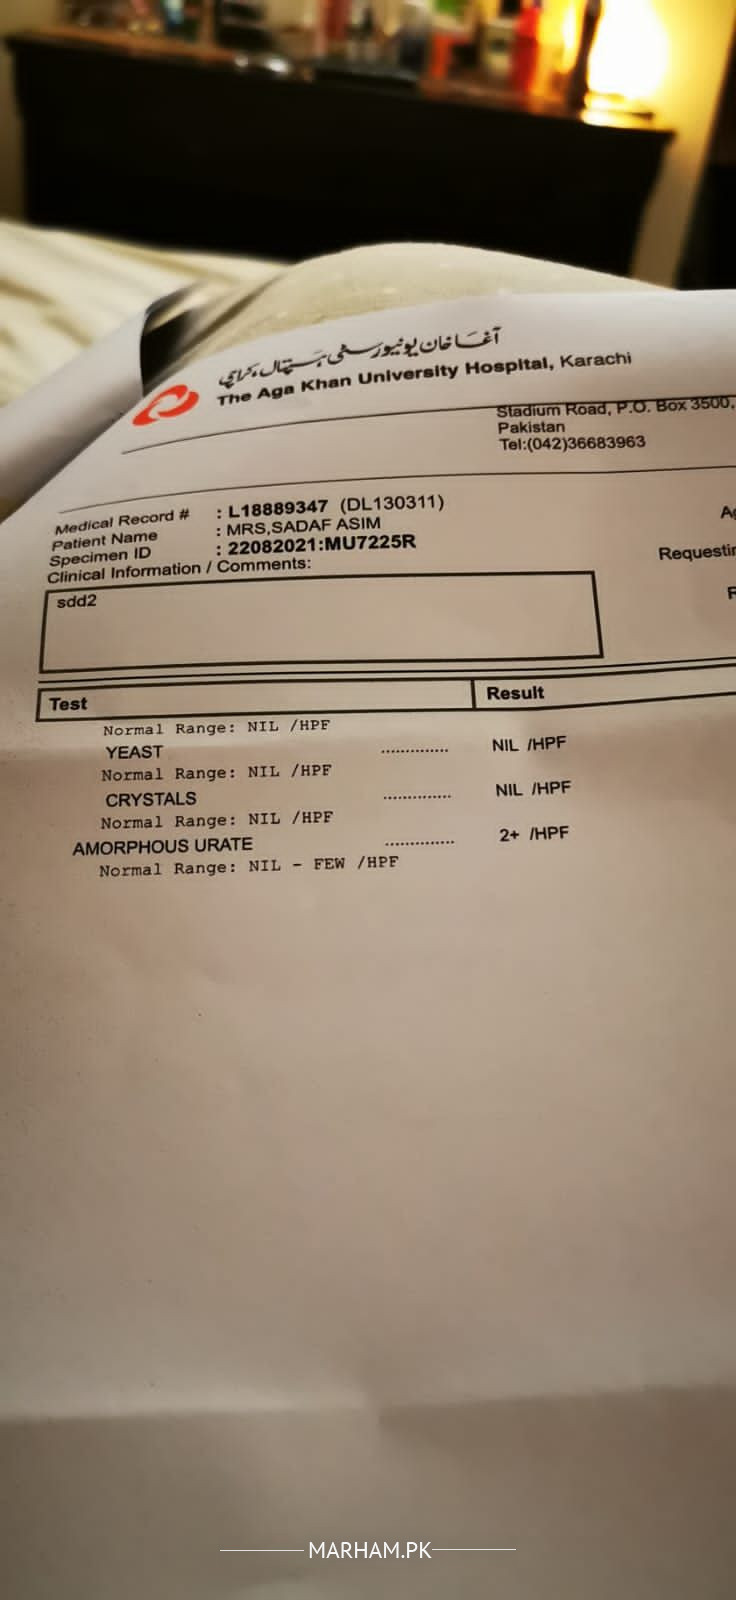 آغا خان یونیورسٹی ہسپتال، کراچی
The Aga Khan University Hospital, Karachi
Stadium Road, P.O. Box 3500,
Pakistan
Tel:(042)36683963
Medical Record # : L18889347 (DL130311)
Patient Name : MRS,SADAF ASIM
Specimen ID : 22082021:MU7225R
Requestin
Clinical Information / Comments:
sdd2
Test Result
Normal Range: NIL /HPF
YEAST .............. NIL /HPF
Normal Range: NIL /HPF
CRYSTALS .............. NIL /HPF
Normal Range: NIL /HPF
AMORPHOUS URATE .............. 2+ /HPF
Normal Range: NIL - FEW /HPF
MARHAM.PK